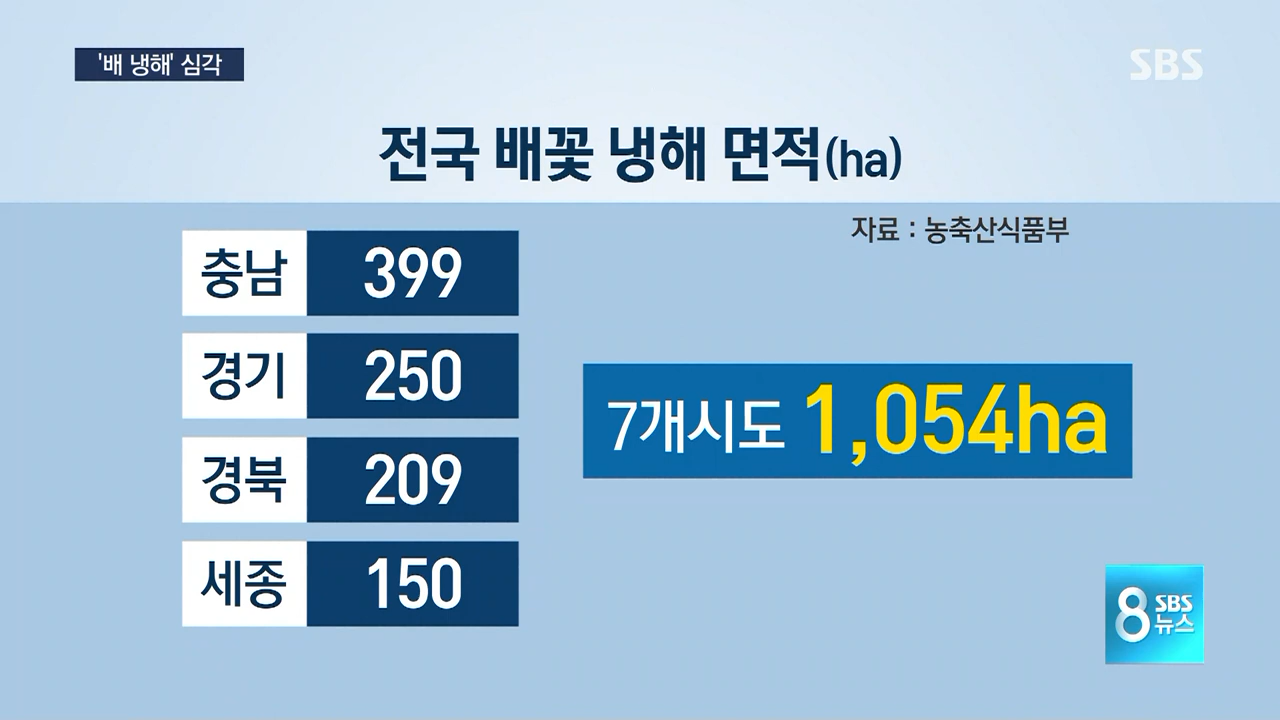 '배 냉해' 심각
SBS
전국 배꽃 냉해 면적(ha)
자료 : 농축산식품부
충남 399
경기 250
경북 209
세종 150
7개시도 1,054ha
8 SBS
뉴스